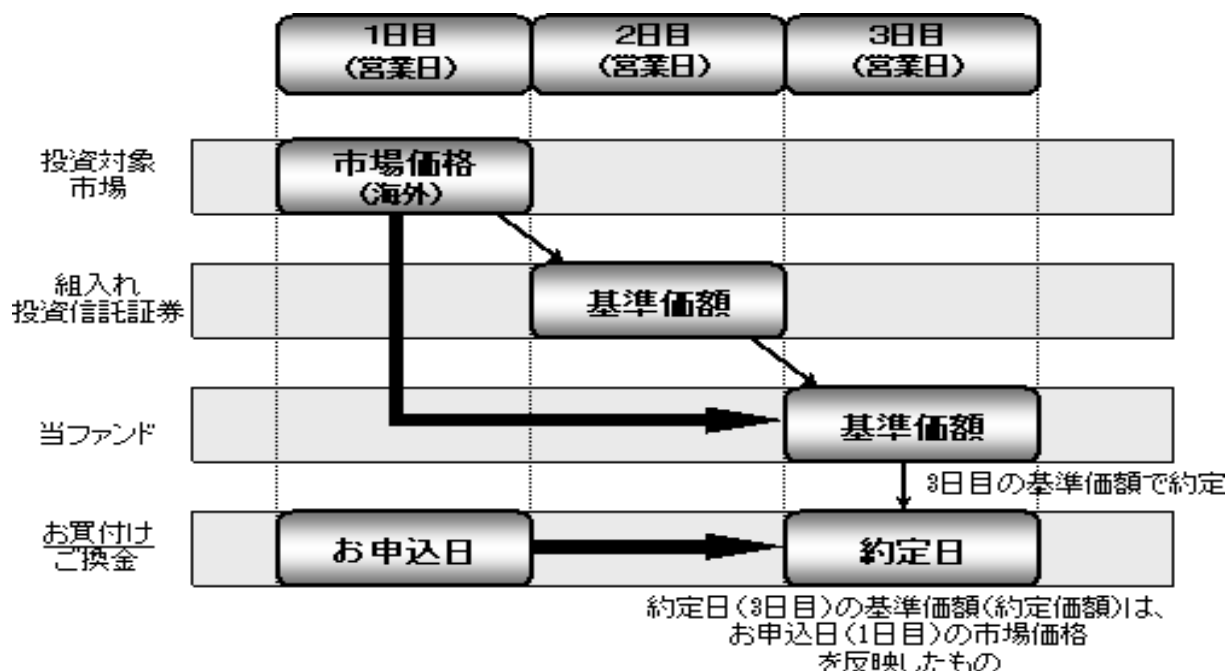 1日目
(営業日)
2日目
(営業日)
3日目
(営業日)
投資対象
市場
市場価格
(海外)
組入れ
投資信託証券
基準価額
当ファンド
基準価額
3日目の基準価額で約定
お買付け
ご換金
お申込日
約定日
約定日(3日目)の基準価額(約定価額)は、
お申込日(1日目)の市場価格
を反映したもの